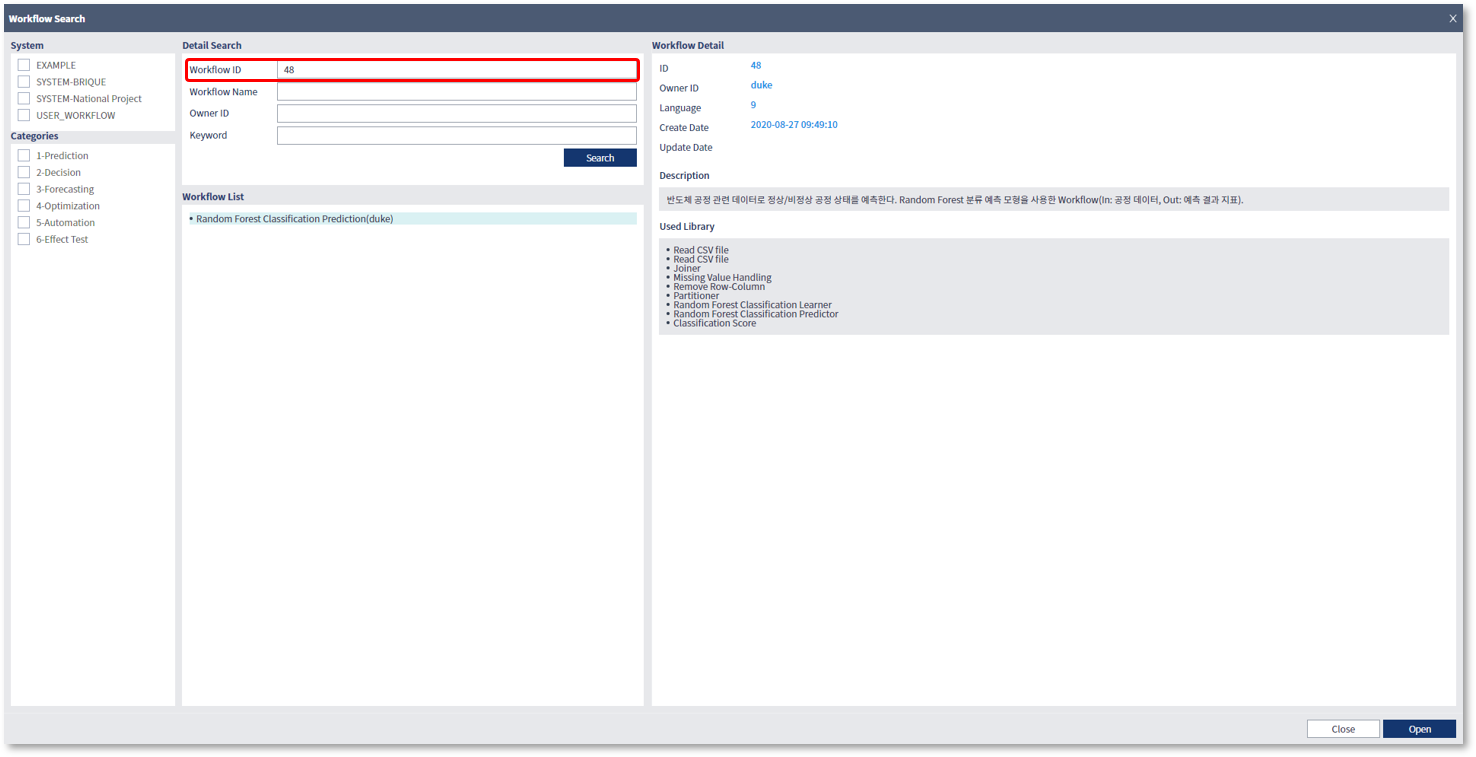 Workflow Search
X
System
EXAMPLE
SYSTEM-BRIQUE
SYSTEM-National Project
USER_WORKFLOW
Categories
1-Prediction
2-Decision
3-Forecasting
4-Optimization
5-Automation
6-Effect Test
Detail Search
Workflow ID 48
Workflow Name
Owner ID
Keyword
Search
Workflow List
▪ Random Forest Classification Prediction(duke)
Workflow Detail
ID 48
Owner ID duke
Language 9
Create Date 2020-08-27 09:49:10
Update Date
Description
반도체 공정 관련 데이터로 정상/비정상 공정 상태를 예측한다. Random Forest 분류 예측 모형을 사용한 Workflow(In: 공정 데이터, Out: 예측 결과 지표).
Used Library
▪ Read CSV file
▪ Read CSV file
▪ Joiner
▪ Missing Value Handling
▪ Remove Row-Column
▪ Partitioner
▪ Random Forest Classification Learner
▪ Random Forest Classification Predictor
▪ Classification Score
Close
Open